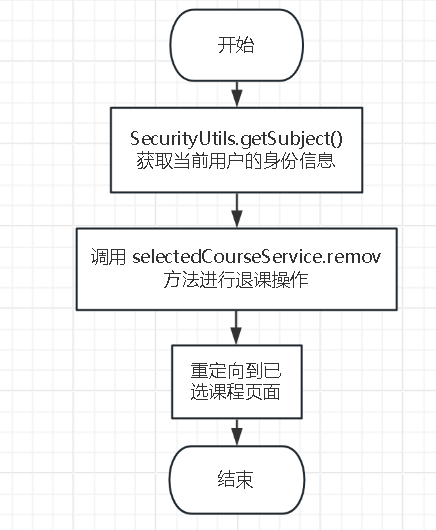 开始
SecurityUtils.getSubject()
获取当前用户的身份信息
调用 selectedCourseService.remov
方法进行退课操作
重定向到已
选课程页面
结束